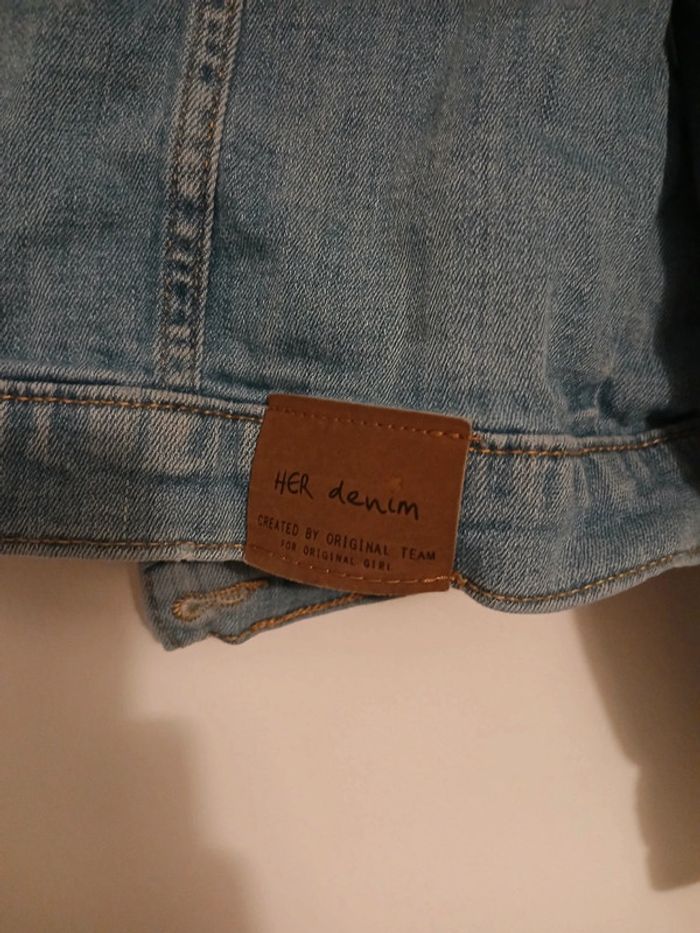 HER denim
CREATED BY ORIGINAL TEAM
FOR ORIGINAL GIRL